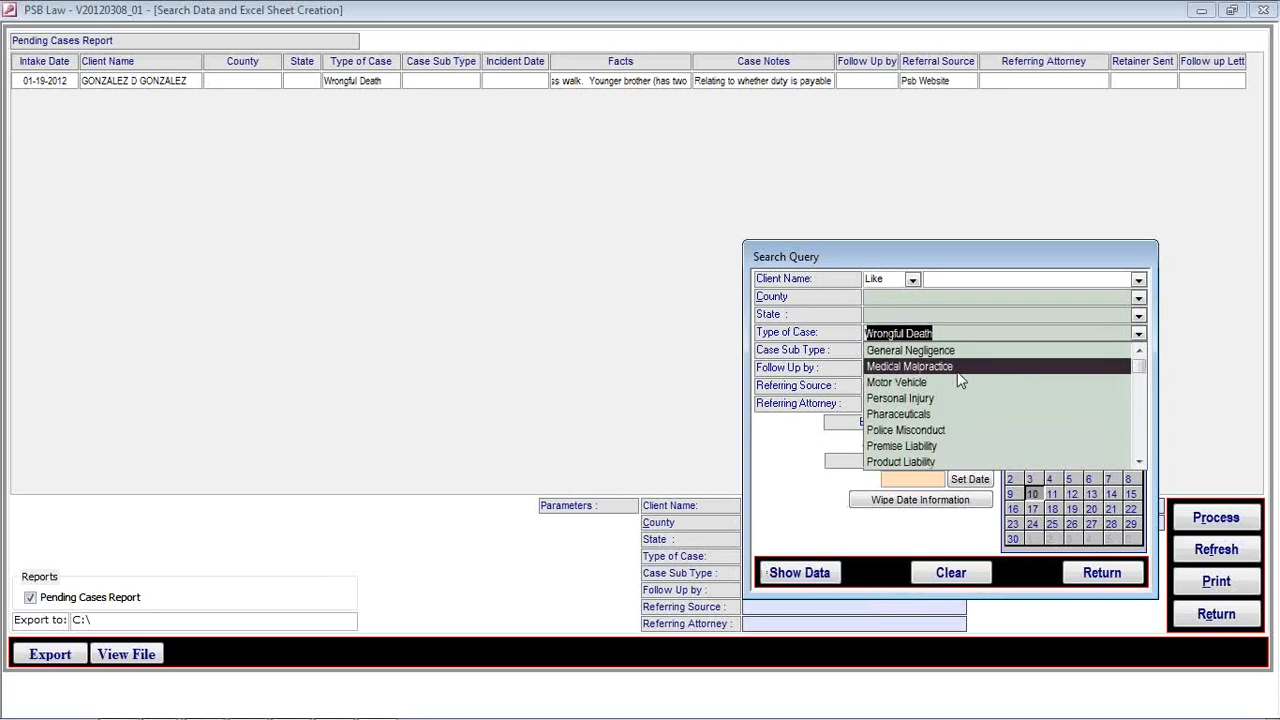 PSB Law - V20120308_01 - [Search Data and Excel Sheet Creation]
Pending Cases Report
Intake Date Client Name County State Type of Case Case Sub Type Incident Date Facts Case Notes Follow Up by Referral Source Referring Attorney Retainer Sent Follow up Lett
01-19-2012 GONZALEZ D GONZALEZ Wrongful Death ss walk. Younger brother (has two Relating to whether duty is payable Psb Website
Search Query
Client Name: Like
County
State :
Type of Case: Wrongful Death
Case Sub Type : General Negligence
Follow Up by : Medical Malpractice
Motor Vehicle
Referring Source :
Personal Injury
Referring Attorney :
Pharaceuticals
Police Misconduct
Premise Liability
Product Liability
Set Date 2 3 4 5 6 7 8
Wipe Date Information 9 10 11 12 13 14 15
16 17 18 19 20 21 22
23 24 25 26 27 28 29
30 1 2 3 4 5 6
Show Data Clear Return
Parameters : Client Name:
County
State :
Type of Case:
Case Sub Type :
Follow Up by :
Referring Source :
Referring Attorney :
Process
Refresh
Print
Return
Reports
Pending Cases Report
Export to: C:\
Export View File